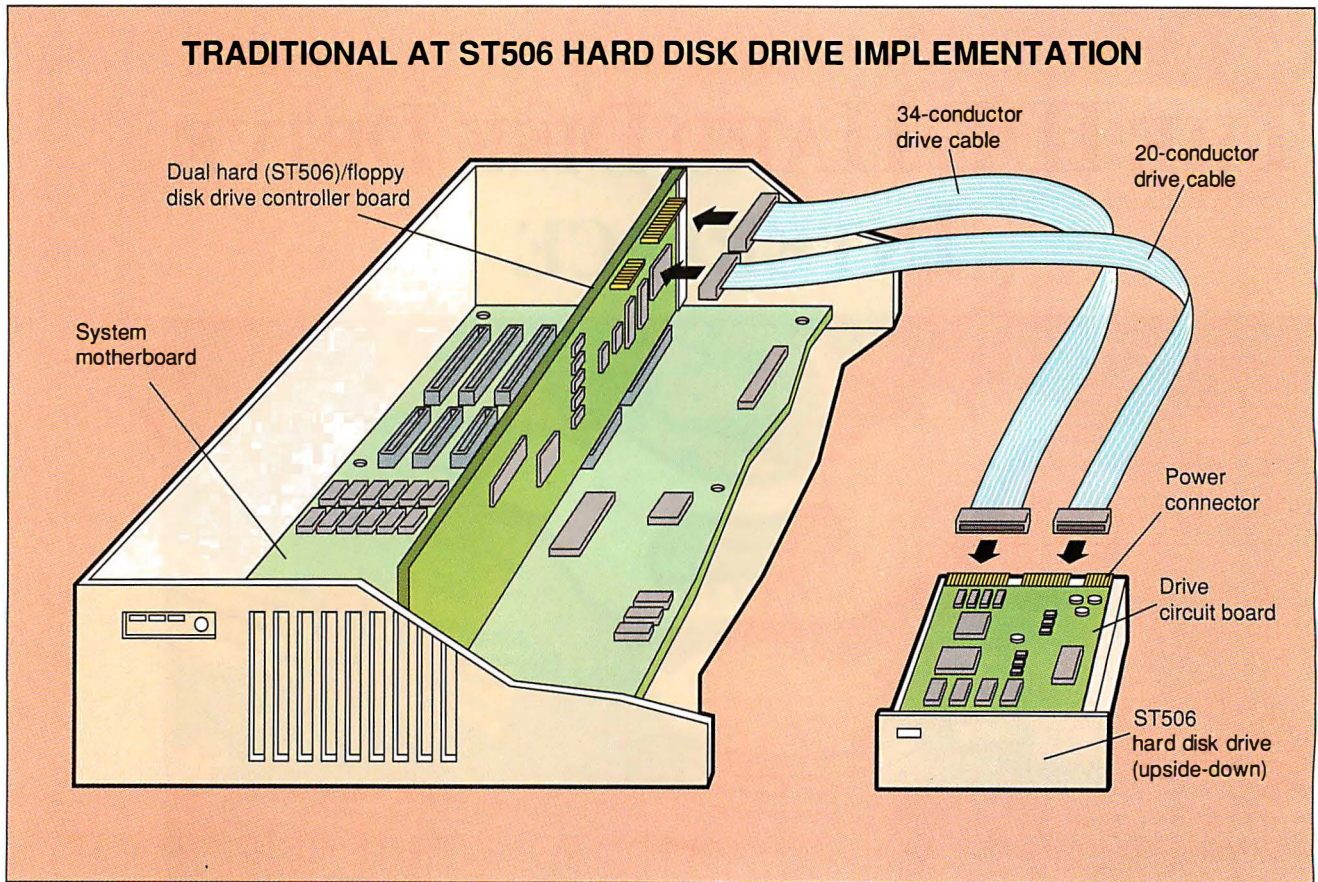 TRADITIONAL AT ST506 HARD DISK DRIVE IMPLEMENTATION
34-conductor
drive cable
20-conductor
drive cable
Dual hard (ST506)/floppy
disk drive controller board
System
motherboard
Power
connector
Drive
circuit board
ST506
hard disk drive
(upside-down)